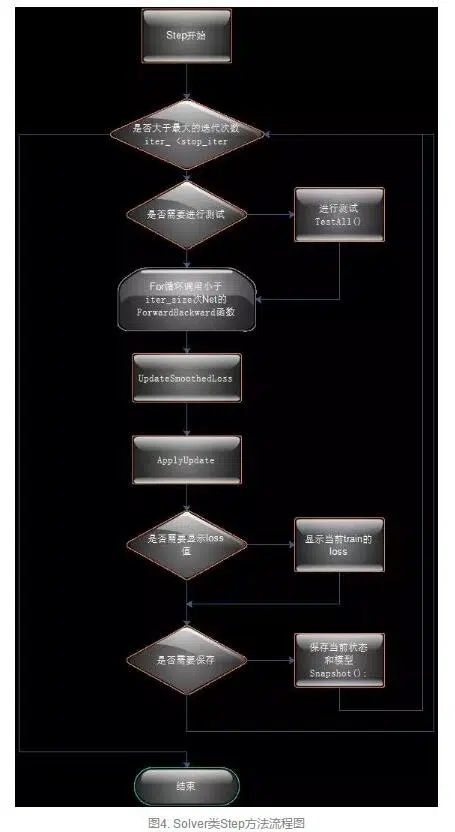 Step开始
是否大于最大的迭代次数
iter_ <stop_iter
是否需要进行测试
进行测试
TestAll()
For循环调用小于
iter_size次Net的
ForwardBackward函数
UpdateSmoothedLoss
ApplyUpdate
是否需要显示loss
值
显示当前train的
loss
是否需要保存
保存当前状态
和模型
Snapshot();
结束
图4. Solver类Step方法流程图